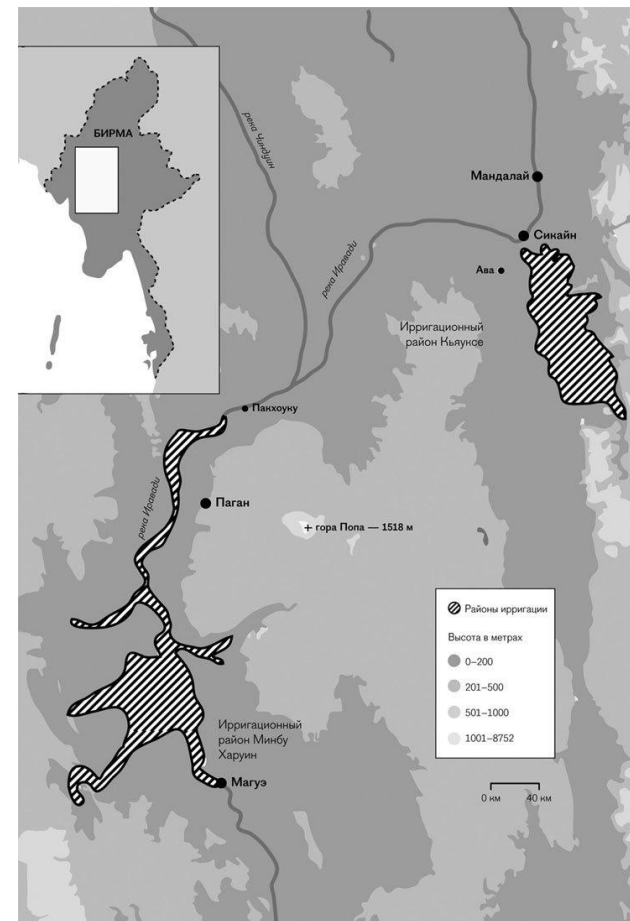 БИРМА
река Чиндуин
Мандалай
Сикайн
река Иравади
Ава
Ирригационный
район Кьяуксе
Пакхоуку
Паган
река Иравади
гора Попа — 1518 м
Районы ирригации
Высота в метрах
0–200
201–500
501–1000
1001–8752
Ирригационный
район Минбу
Харуин
Магуэ
0 км 40 км